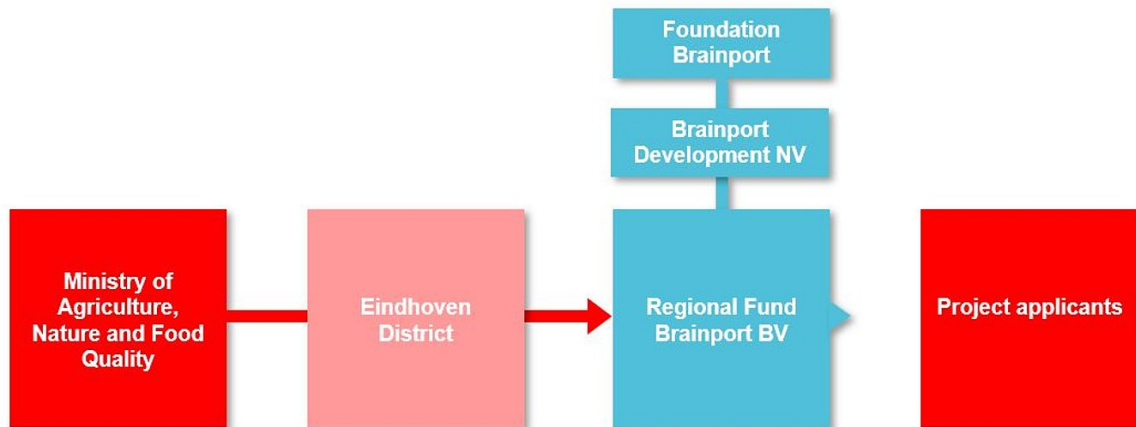 Foundation
Brainport
Brainport
Development NV
Ministry of
Agriculture,
Nature and Food
Quality
Eindhoven
District
Regional Fund
Brainport BV
Project applicants